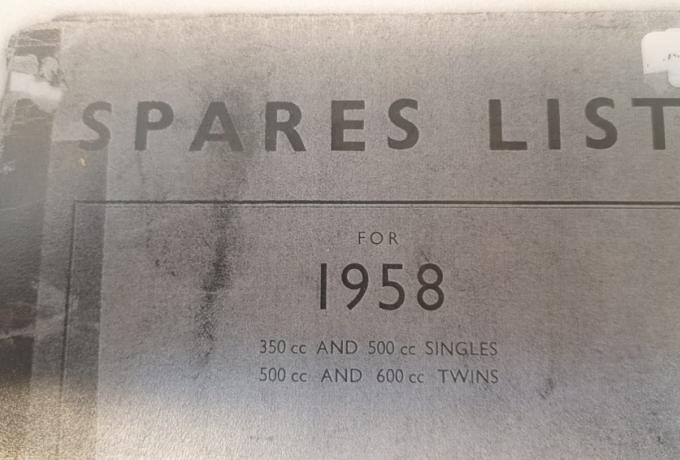 SPARES LIST
FOR
1958
350 cc AND 500 cc SINGLES
500 cc AND 600 cc TWINS